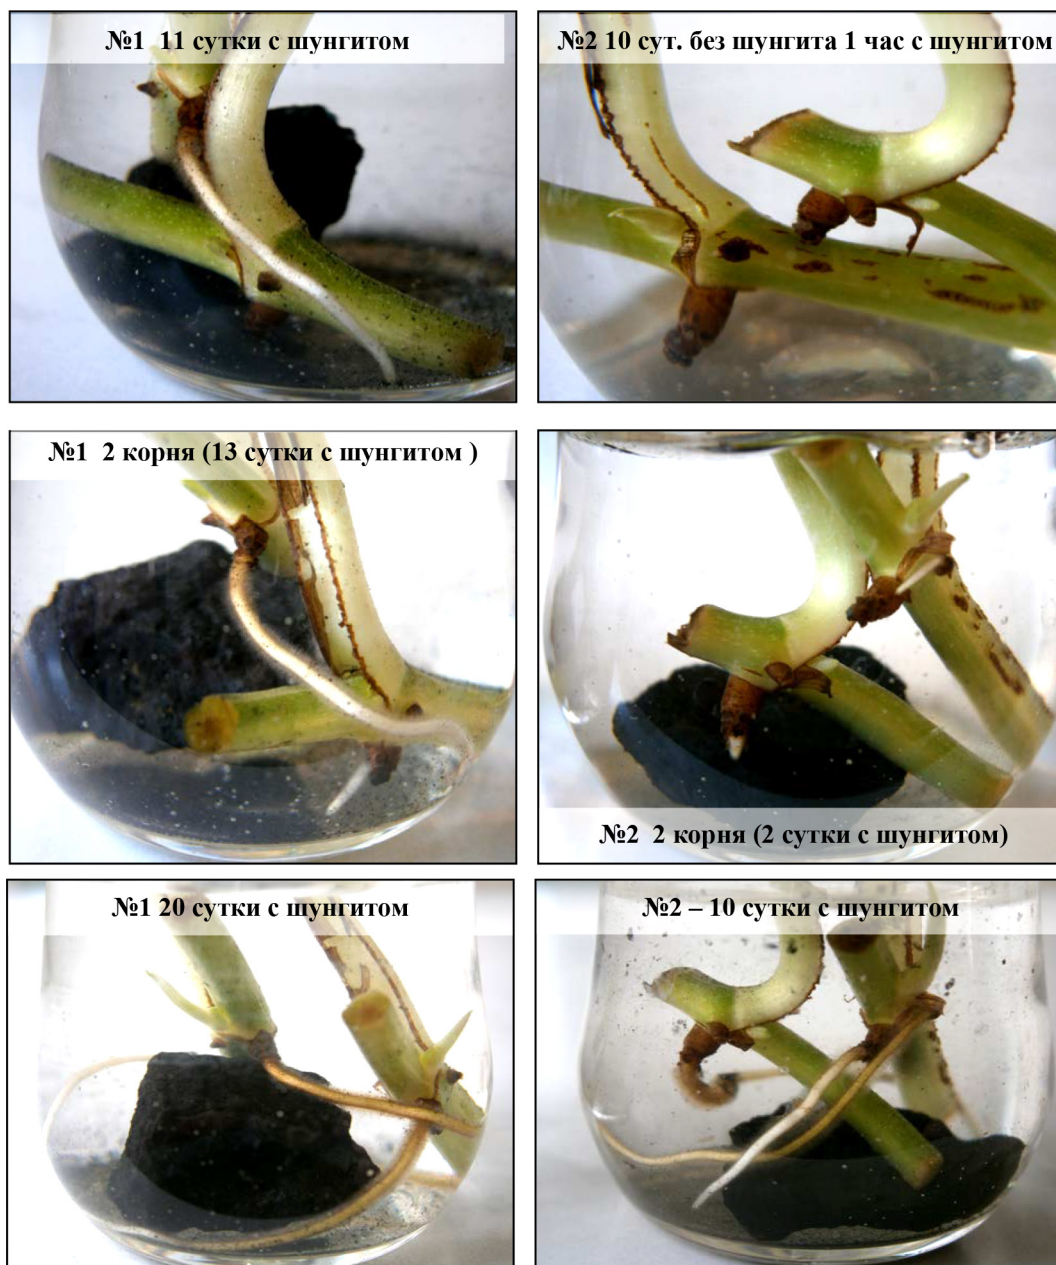 №1 11 сутки с шунгитом
№2 10 сут. без шунгита 1 час с шунгитом
№1 2 корня (13 сутки с шунгитом )
№2 2 корня (2 сутки с шунгитом)
№1 20 сутки с шунгитом
№2 – 10 сутки с шунгитом